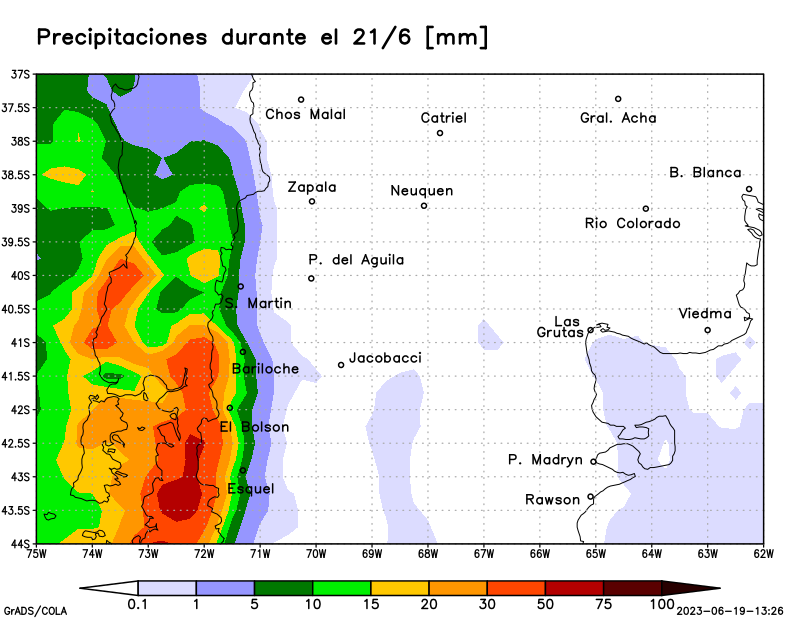 Precipitaciones durante el 21/6 [mm]
37S
37.5S
38S
38.5S
39S
39.5S
40S
40.5S
41S
41.5S
42S
42.5S
43S
43.5S
44S
Chos Malal
Catriel
Gral. Acha
B. Blanca
Zapala
Neuquen
Rio Colorado
P. del Aguila
S. Martin
Viedma
Las
Grutas
Bariloche
Jacobacci
El Bolson
Esquel
P. Madryn
Rawson
75W 74W 73W 72W 71W 70W 69W 68W 67W 66W 65W 64W 63W 62W
0.1 1 5 10 15 20 30 50 75 100
GrADS/COLA
2023-06-19-13:26